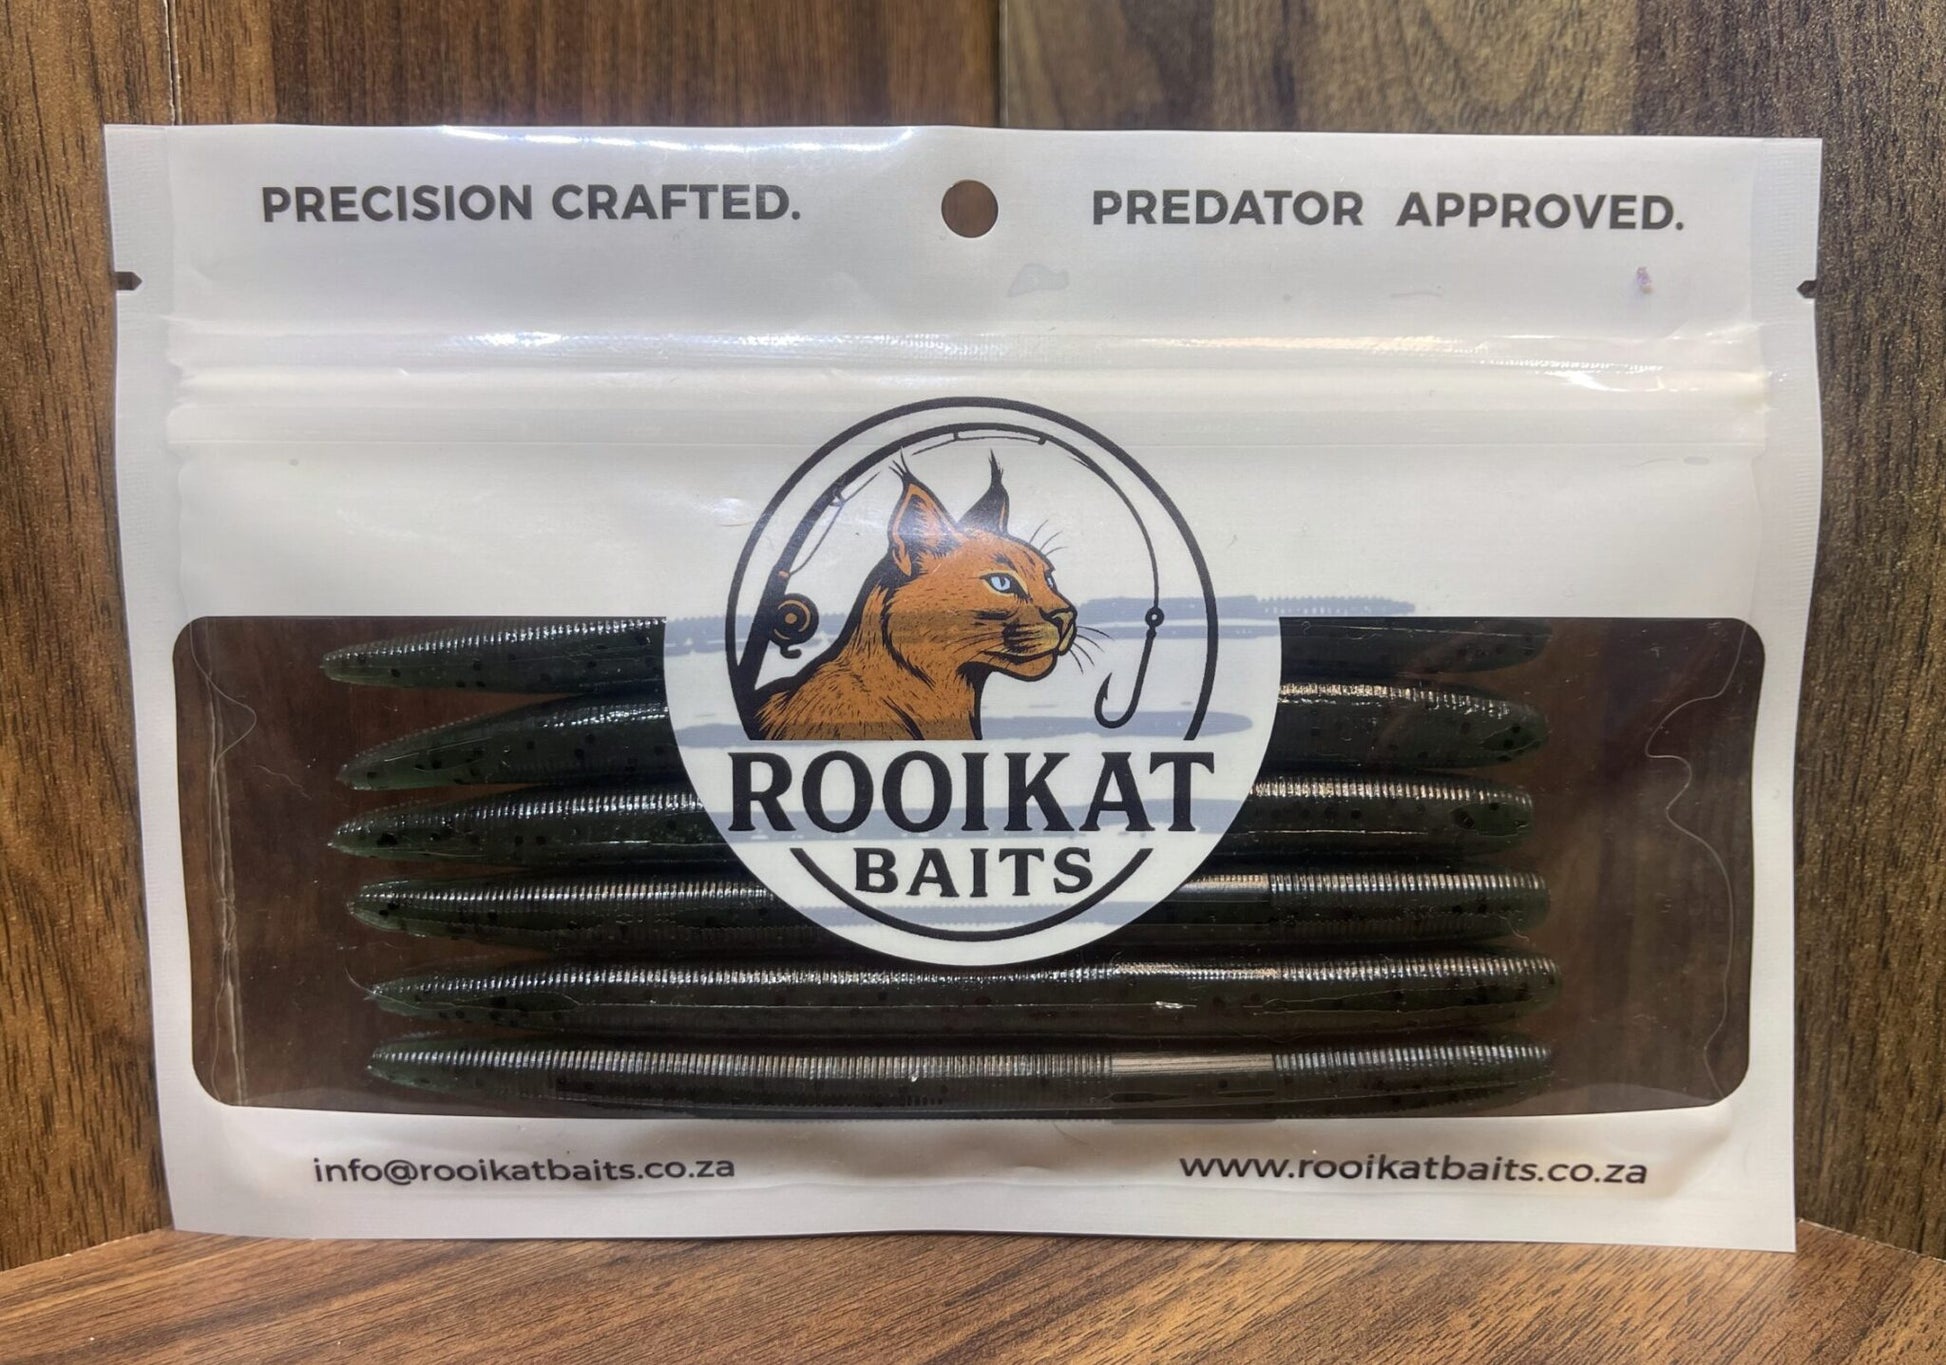 PRECISION CRAFTED.
PREDATOR APPROVED.
ROOIKAT
BAITS
info@rooikatbaits.co.za
www.rooikatbaits.co.za